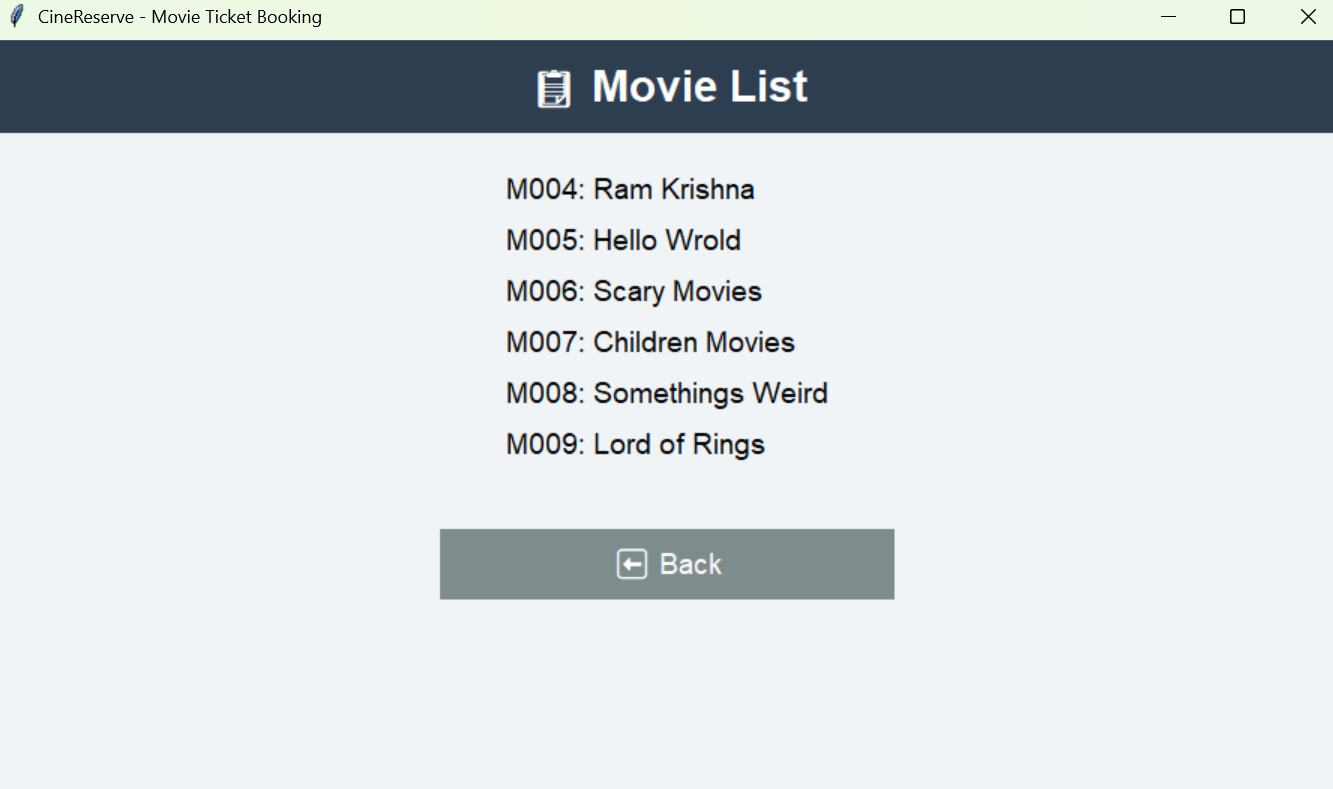 CineReserve - Movie Ticket Booking
Movie List
M004: Ram Krishna
M005: Hello Wrold
M006: Scary Movies
M007: Children Movies
M008: Somethings Weird
M009: Lord of Rings
Back